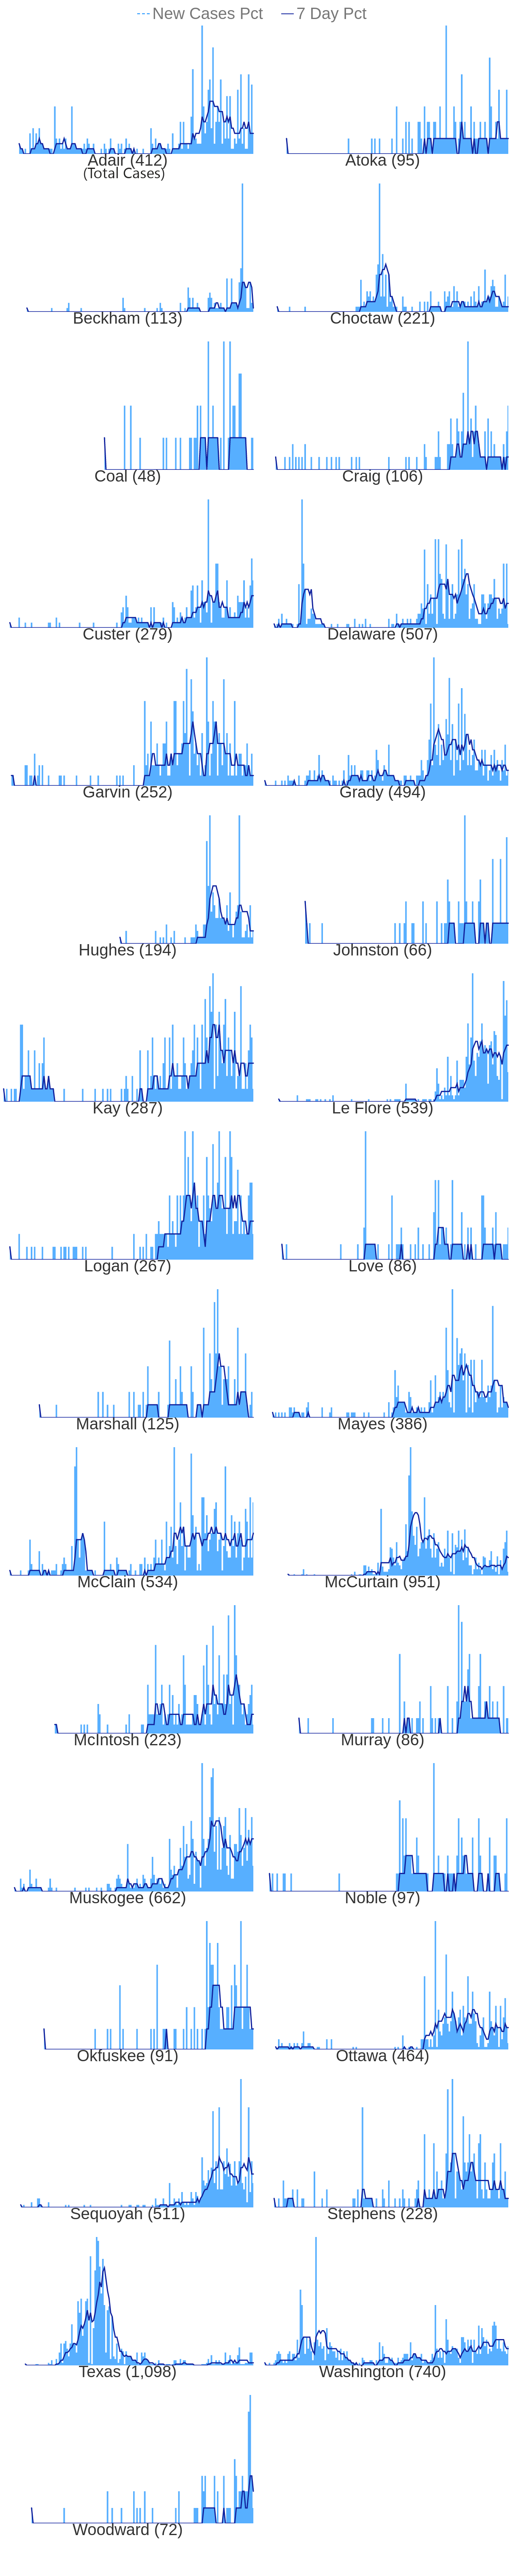 New Cases Pct 7 Day Pct
Adair (412) Atoka (95)
(Total Cases)
Beckham (113) Choctaw (221)
Coal (48) Craig (106)
Custer (279) Delaware (507)
Garvin (252) Grady (494)
Hughes (194) Johnston (66)
Kay (287) Le Flore (539)
Logan (267) Love (86)
Marshall (125) Mayes (386)
McClain (534) McCurtain (951)
McIntosh (223) Murray (86)
Muskogee (662) Noble (97)
Okfuskee (91) Ottawa (464)
Sequoyah (511) Stephens (228)
Texas (1,098) Washington (740)
Woodward (72)